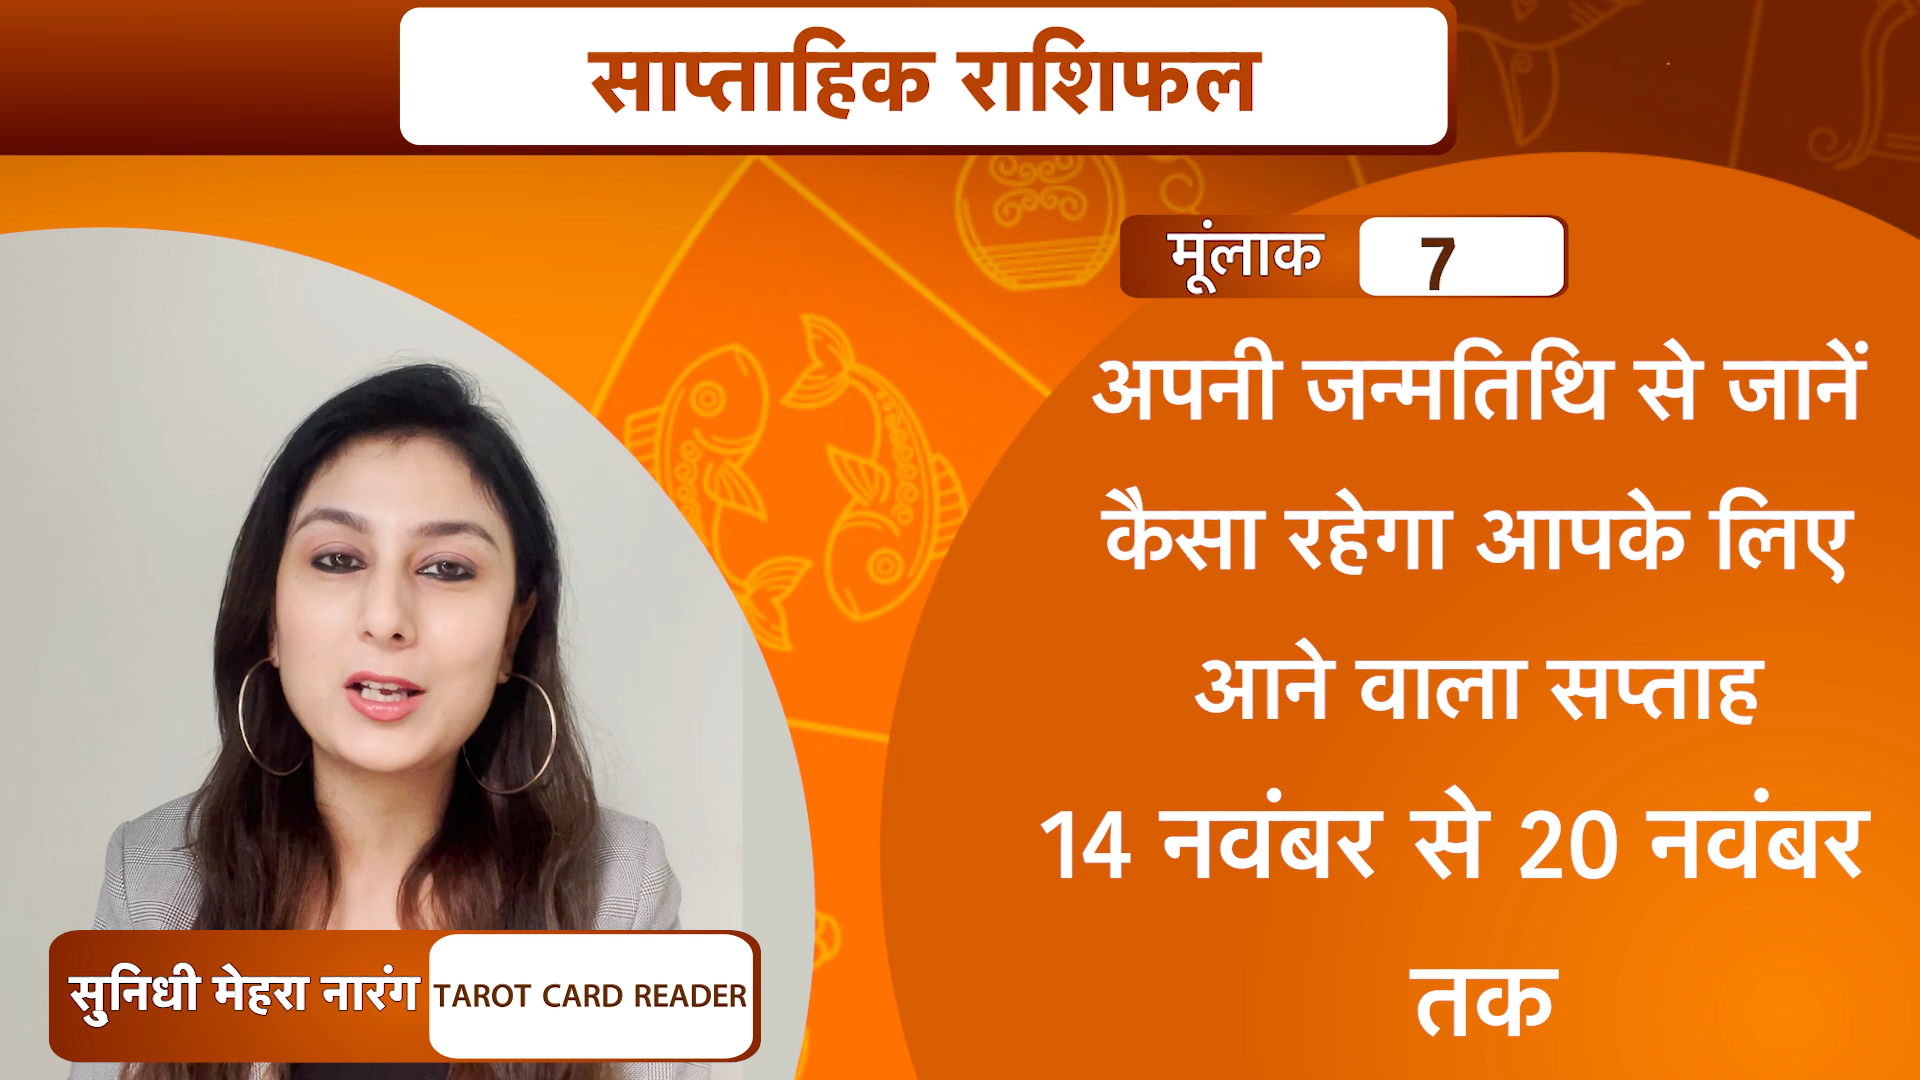 साप्ताहिक राशिफल
मूंलाक 7
अपनी जन्मतिथि से जानें
कैसा रहेगा आपके लिए
आने वाला सप्ताह
14 नवंबर से 20 नवंबर
तक
सुनिधी मेहरा नारंग TAROT CARD READER